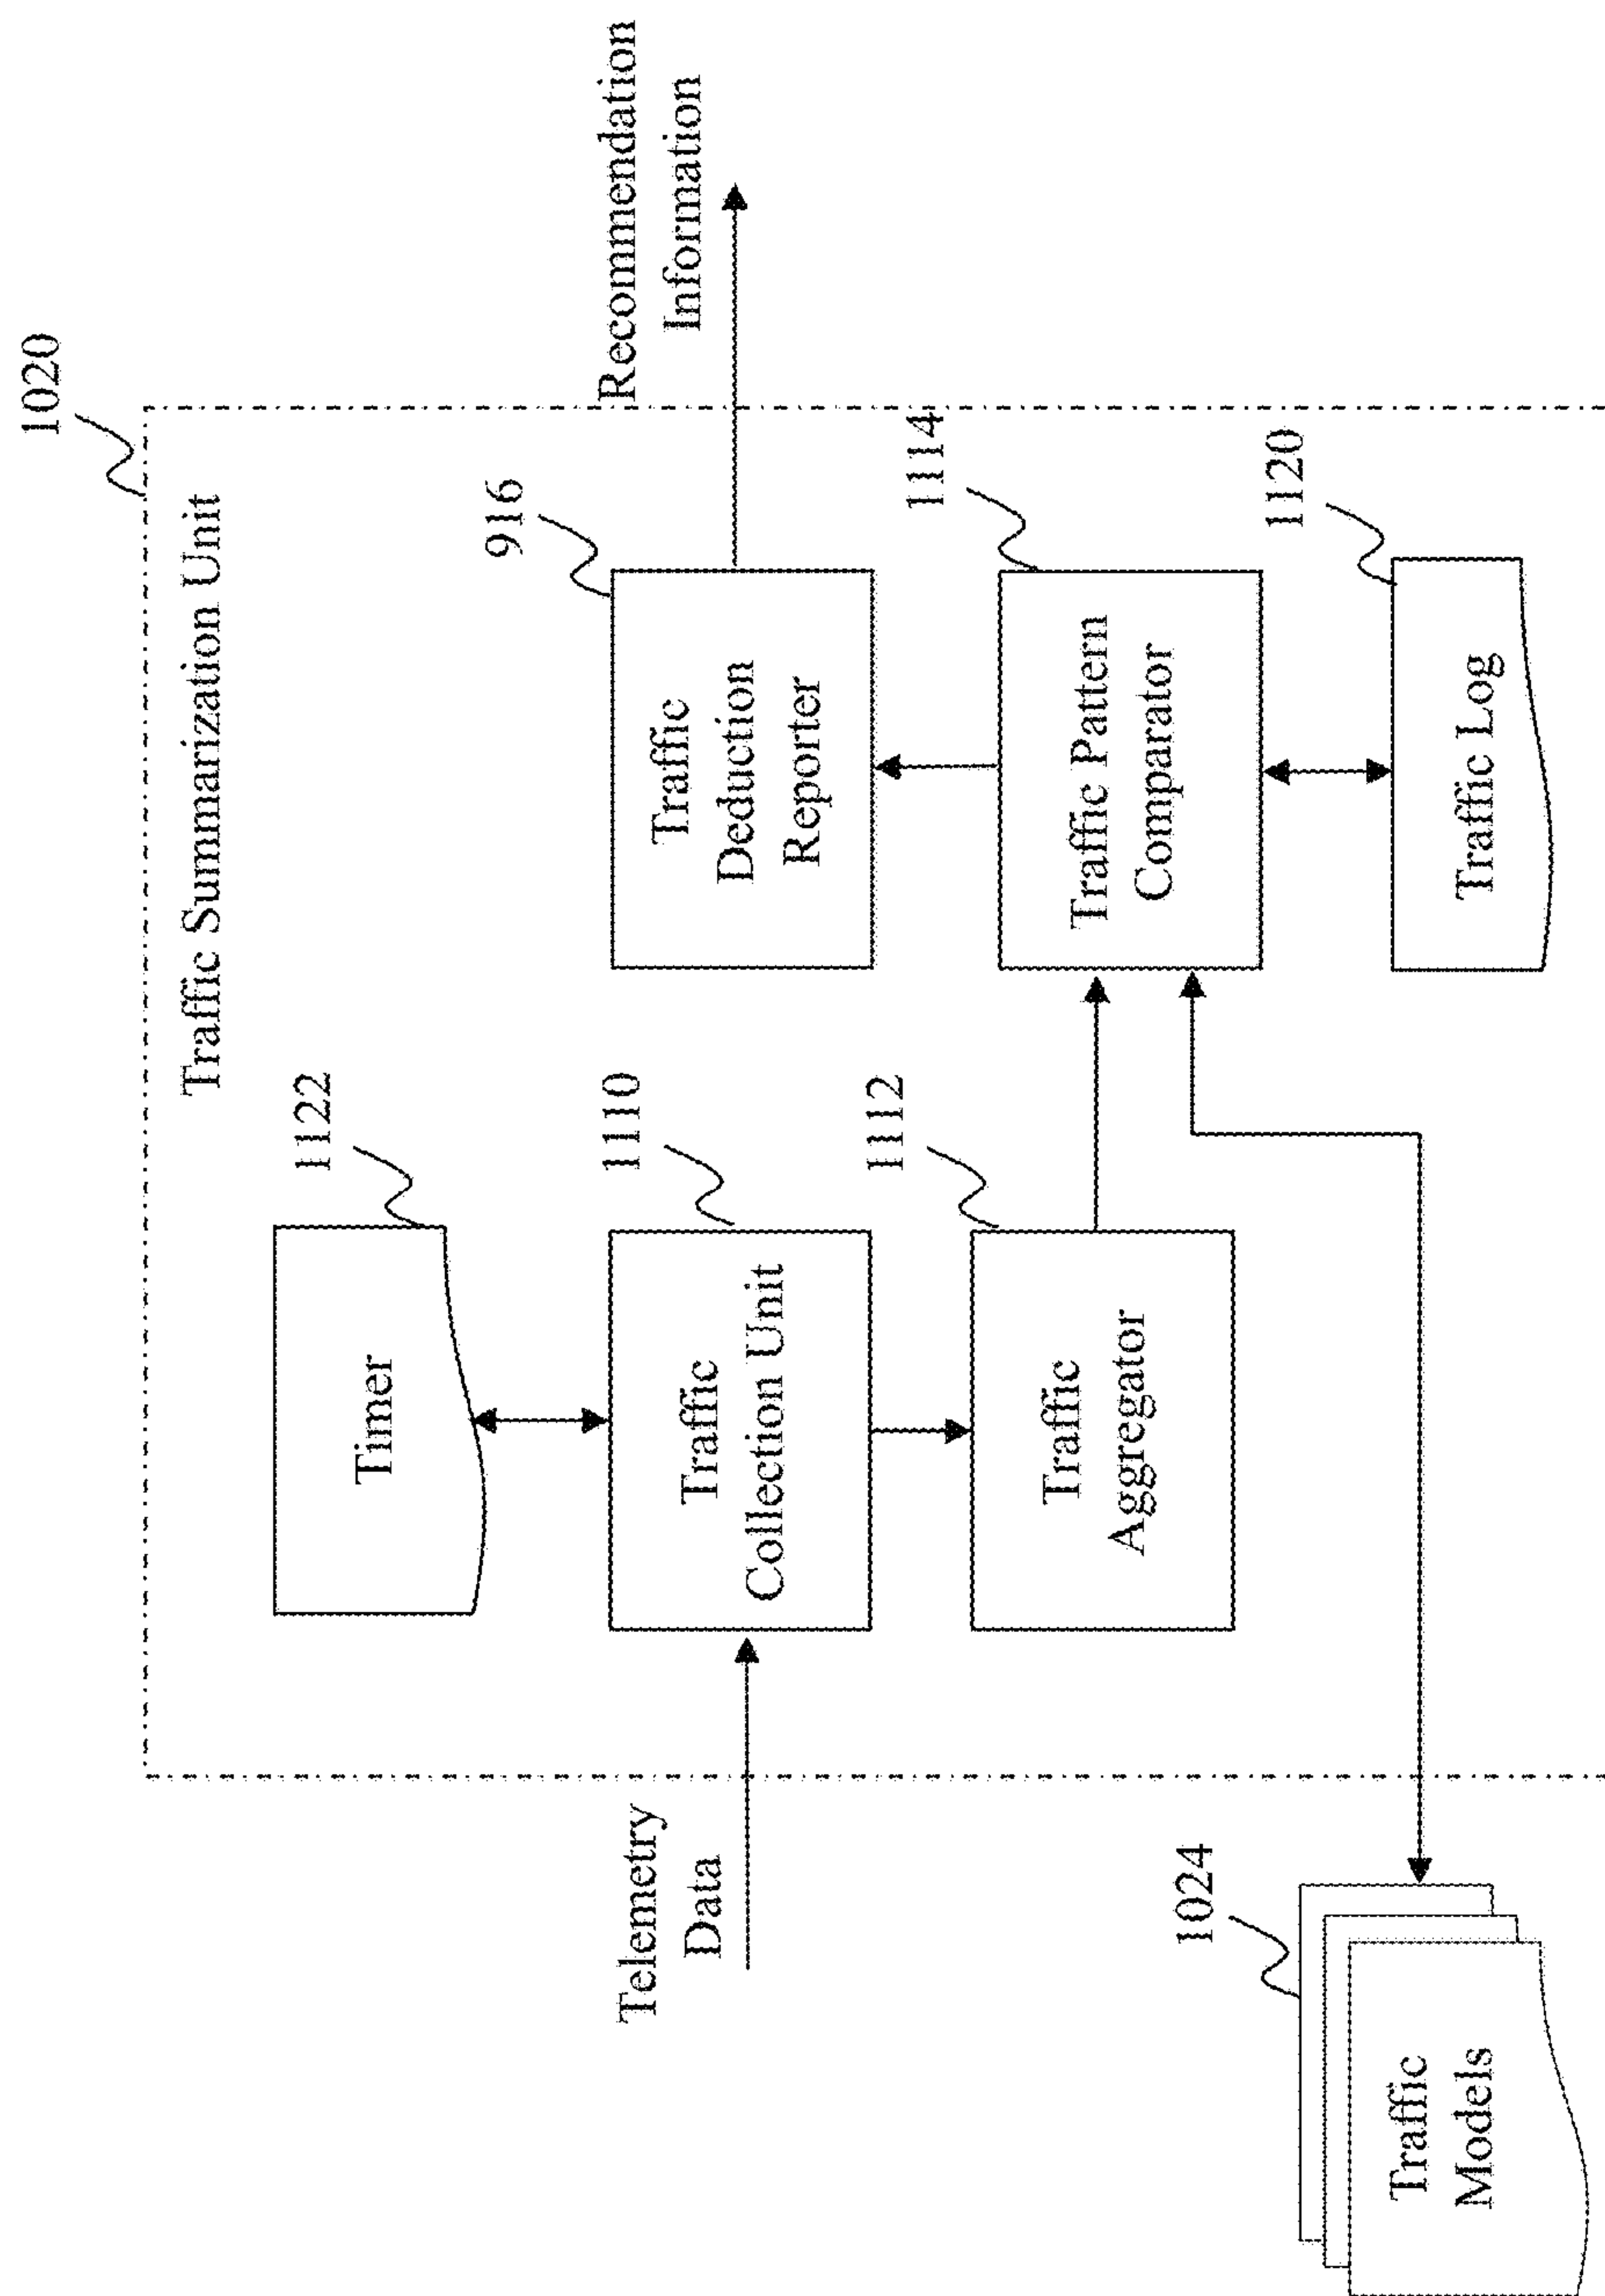 1020
Traffic Summarization Unit
1122
Timer
916
Traffic
Deduction
Reporter
Recommendation
Information
1110
Traffic
Collection Unit
Telemetry
Data
1112
Traffic
Aggregator
1114
Traffic Pattern
Comparator
1120
Traffic Log
1024
Traffic
Models